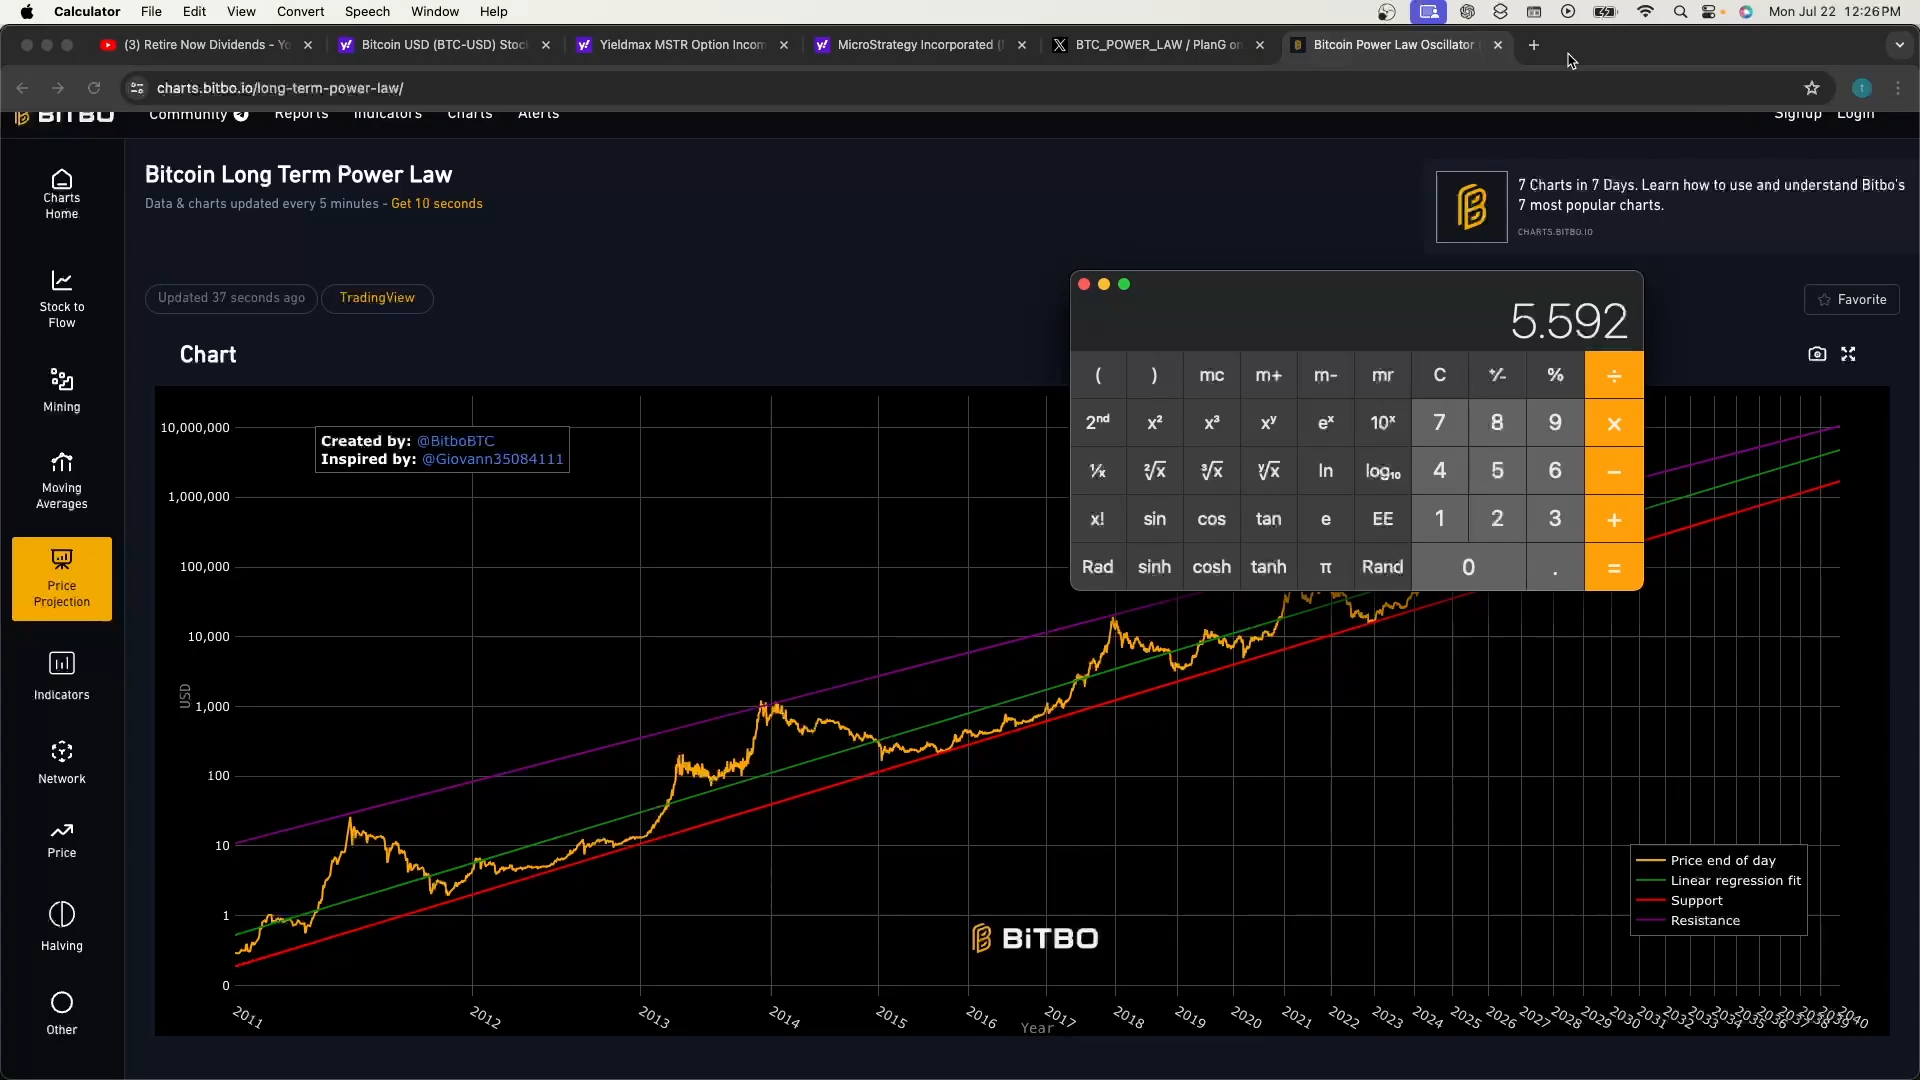 Calculator File Edit View Convert Speech Window Help Mon Jul 22 12:26 PM
(3) Retire Now Dividends - Yo
Bitcoin USD (BTC-USD) Stoc
Yieldmax MSTR Option Incom
MicroStrategy Incorporated (
BTC_POWER_LAW / PlanG on
Bitcoin Power Law Oscillator
charts.bitbo.io/long-term-power-law/
BITBO Community Reports Indicators Charts Alerts Signup Login
Charts
Home
Stock to
Flow
Mining
Moving
Averages
Price
Projection
Indicators
Network
Price
Halving
Other
Bitcoin Long Term Power Law
Data & charts updated every 5 minutes - Get 10 seconds
7 Charts in 7 Days. Learn how to use and understand Bitbo's
7 most popular charts.
CHARTS.BITBO.IO
Updated 37 seconds ago TradingView
Favorite
Chart
5.592
( ) mc m+ m- mr C +/- % ÷
2nd x² x³ xʸ eˣ 10ˣ 7 8 9 ×
1/x ²√x ³√x ʸ√x ln log₁₀ 4 5 6 −
x! sin cos tan e EE 1 2 3 +
Rad sinh cosh tanh π Rand 0 . =
Created by: @BitboBTC
Inspired by: @Giovann35084111
10,000,000
1,000,000
100,000
10,000
1,000
100
10
1
0
USD
BiTBO
Price end of day
Linear regression fit
Support
Resistance
2011 2012 2013 2014 2015 2016 2017 2018 2019 2020 2021 2022 2023 2024 2025 2026 2027 2028 2029 2030 2031 2032 2033 2034 2035 2036 2037 2038 2039 2040
Year